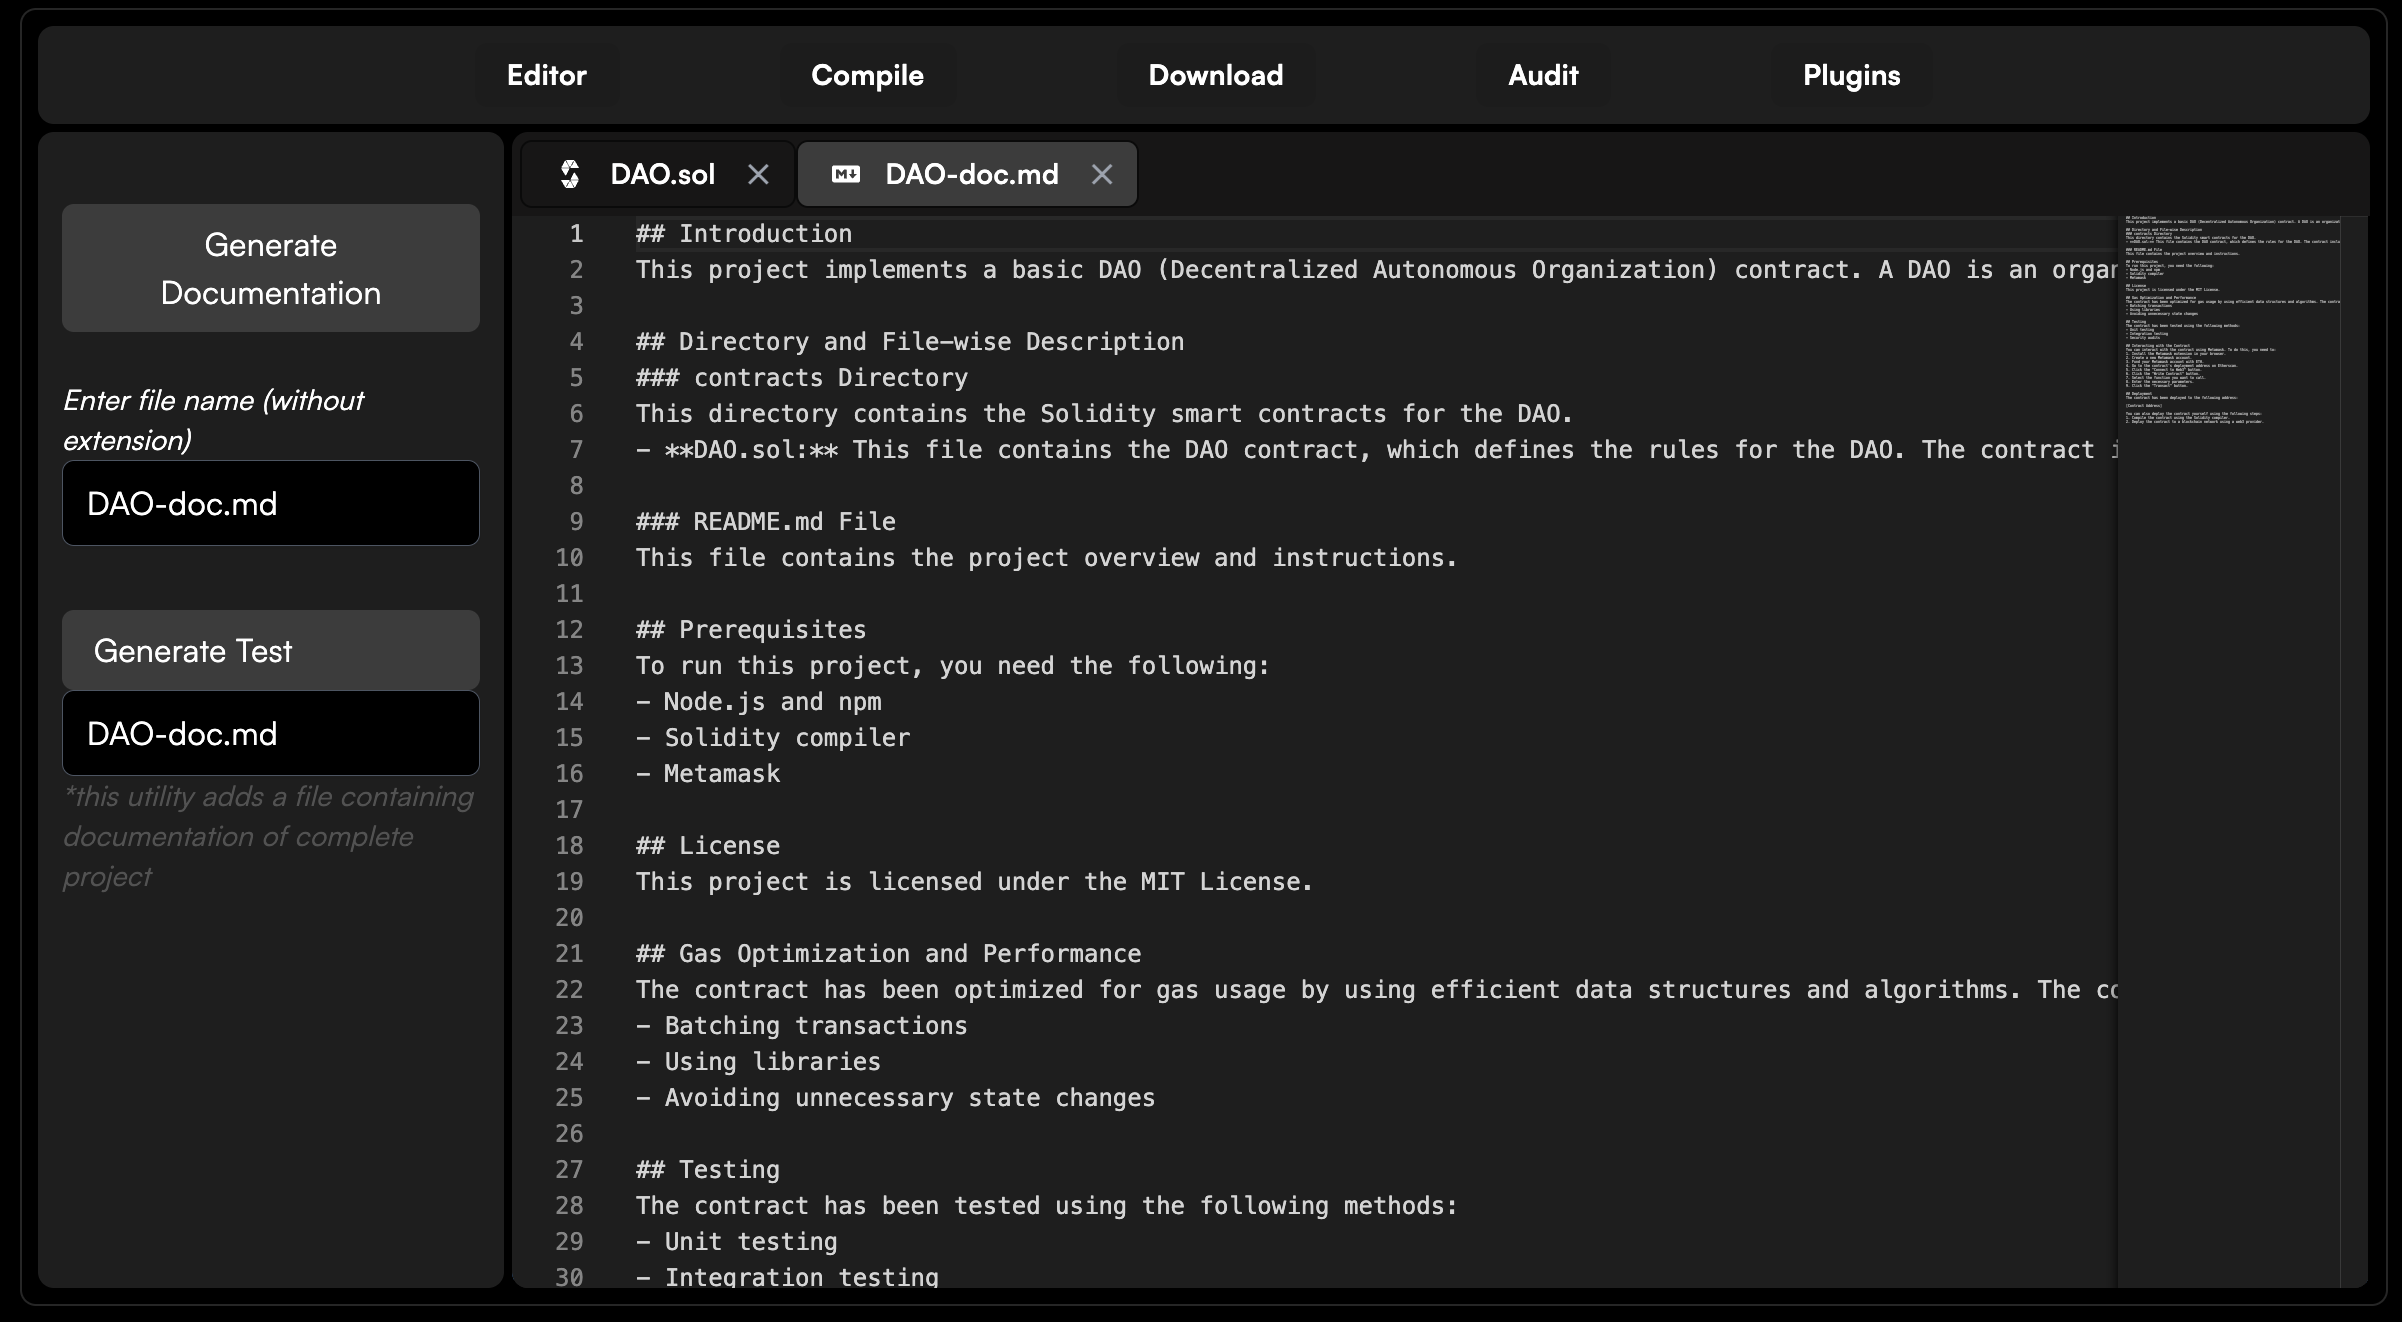 Editor Compile Download Audit Plugins
Generate
Documentation
Enter file name (without
extension)
DAO-doc.md
Generate Test
DAO-doc.md
*this utility adds a file containing
documentation of complete
project
DAO.sol
M DAO-doc.md
1 ## Introduction
2 This project implements a basic DAO (Decentralized Autonomous Organization) contract. A DAO is an organ
3
4 ## Directory and File-wise Description
5 ### contracts Directory
6 This directory contains the Solidity smart contracts for the DAO.
7 - **DAO.sol:** This file contains the DAO contract, which defines the rules for the DAO. The contract i
8
9 ### README.md File
10 This file contains the project overview and instructions.
11
12 ## Prerequisites
13 To run this project, you need the following:
14 - Node.js and npm
15 - Solidity compiler
16 - Metamask
17
18 ## License
19 This project is licensed under the MIT License.
20
21 ## Gas Optimization and Performance
22 The contract has been optimized for gas usage by using efficient data structures and algorithms. The co
23 - Batching transactions
24 - Using libraries
25 - Avoiding unnecessary state changes
26
27 ## Testing
28 The contract has been tested using the following methods:
29 - Unit testing
30 - Integration testing